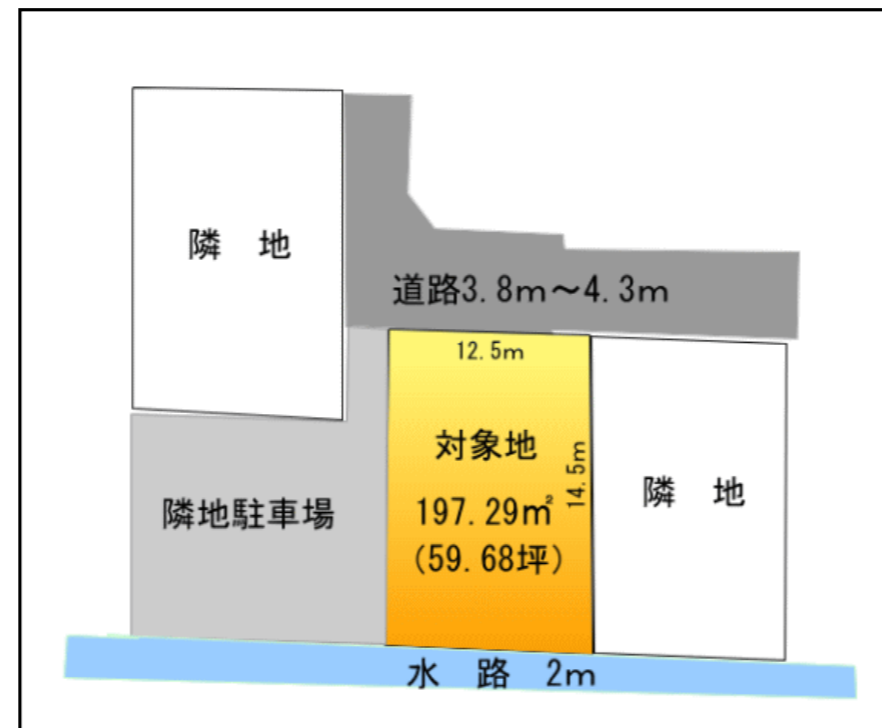 隣 地
道路3.8m～4.3m
12.5m
対象地
14.5m
197.29㎡
(59.68坪)
隣地駐車場
隣 地
水 路 2m